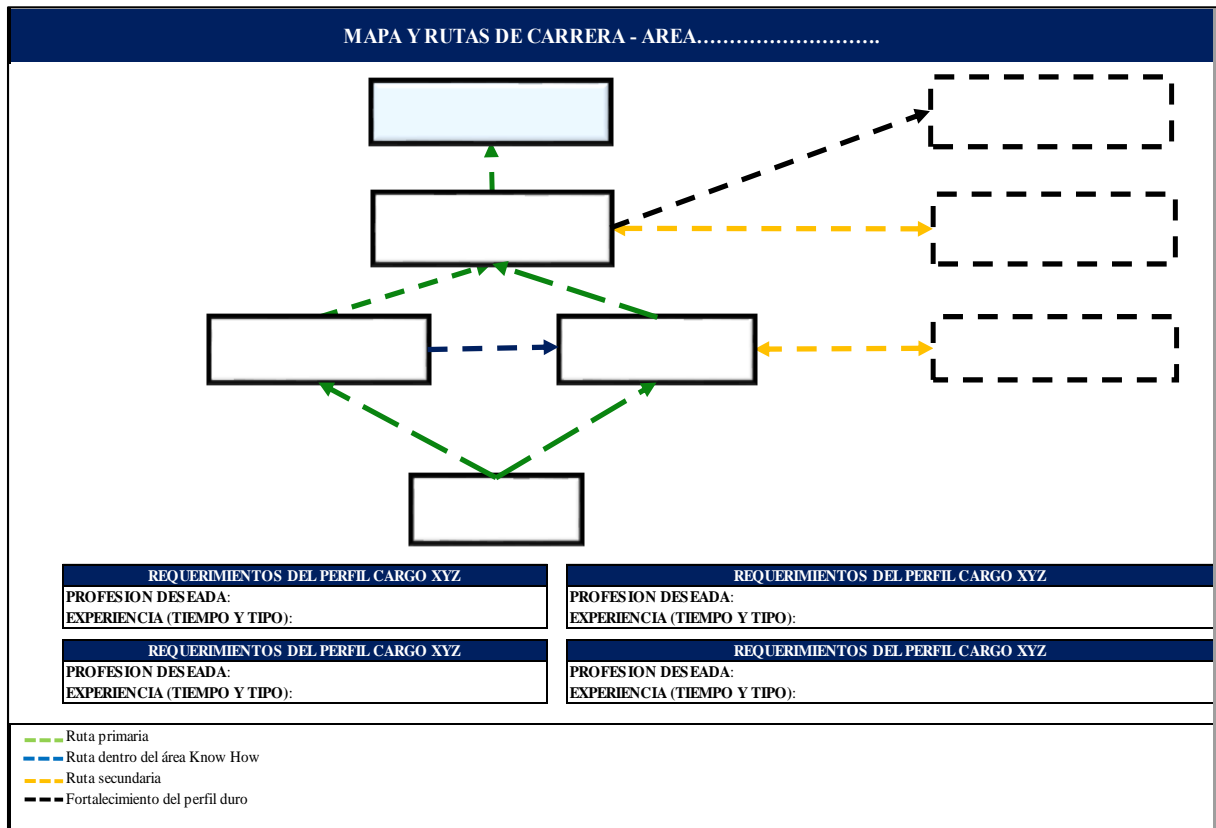 MAPA Y RUTAS DE CARRERA - AREA………………………..
REQUERIMIENTOS DEL PERFIL CARGO XYZ
PROFESION DESEADA:
EXPERIENCIA (TIEMPO Y TIPO):
REQUERIMIENTOS DEL PERFIL CARGO XYZ
PROFESION DESEADA:
EXPERIENCIA (TIEMPO Y TIPO):
REQUERIMIENTOS DEL PERFIL CARGO XYZ
PROFESION DESEADA:
EXPERIENCIA (TIEMPO Y TIPO):
REQUERIMIENTOS DEL PERFIL CARGO XYZ
PROFESION DESEADA:
EXPERIENCIA (TIEMPO Y TIPO):
Ruta primaria
Ruta dentro del área Know How
Ruta secundaria
Fortalecimiento del perfil duro